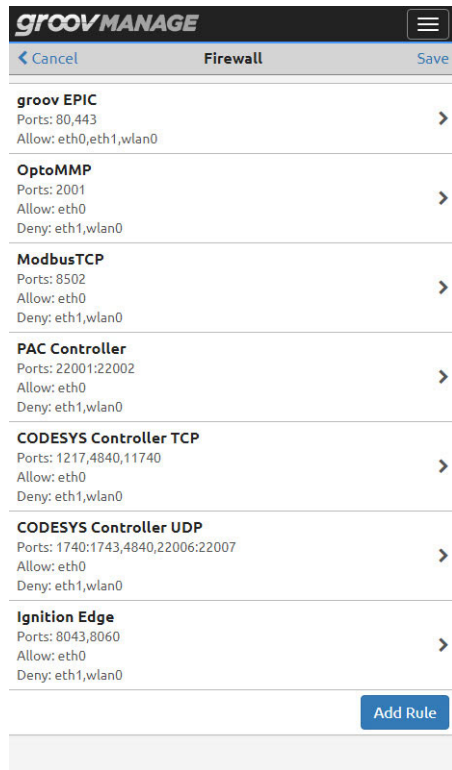 groov MANAGE
Cancel Firewall Save
groov EPIC
Ports: 80,443
Allow: eth0,eth1,wlan0
OptoMMP
Ports: 2001
Allow: eth0
Deny: eth1,wlan0
ModbusTCP
Ports: 8502
Allow: eth0
Deny: eth1,wlan0
PAC Controller
Ports: 22001:22002
Allow: eth0
Deny: eth1,wlan0
CODESYS Controller TCP
Ports: 1217,4840,11740
Allow: eth0
Deny: eth1,wlan0
CODESYS Controller UDP
Ports: 1740:1743,4840,22006:22007
Allow: eth0
Deny: eth1,wlan0
Ignition Edge
Ports: 8043,8060
Allow: eth0
Deny: eth1,wlan0
Add Rule